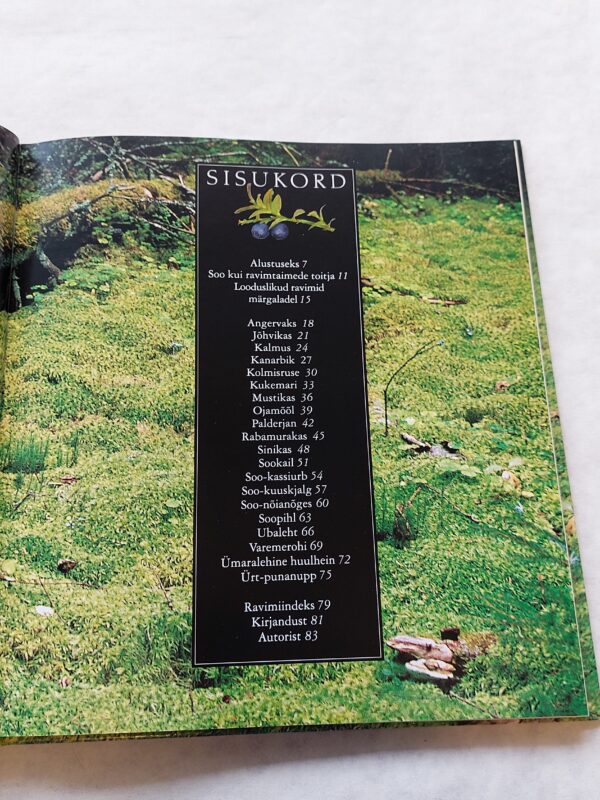 SISUKORD
Alustuseks 7
Soo kui ravimtaimede toitja 11
Looduslikud ravimid
märgaladel 15
Angervaks 18
Jõhvikas 21
Kalmus 24
Kanarbik 27
Kolmisruse 30
Kukemari 33
Mustikas 36
Ojamõõl 39
Palderjan 42
Rabamurakas 45
Sinikas 48
Sookail 51
Soo-kassiurb 54
Soo-kuuskjalg 57
Soo-nõianõges 60
Soopihl 63
Ubaleht 66
Varemerohi 69
Ümaralehine huulhein 72
Ürt-punanupp 75
Ravimiindeks 79
Kirjandust 81
Autorist 83